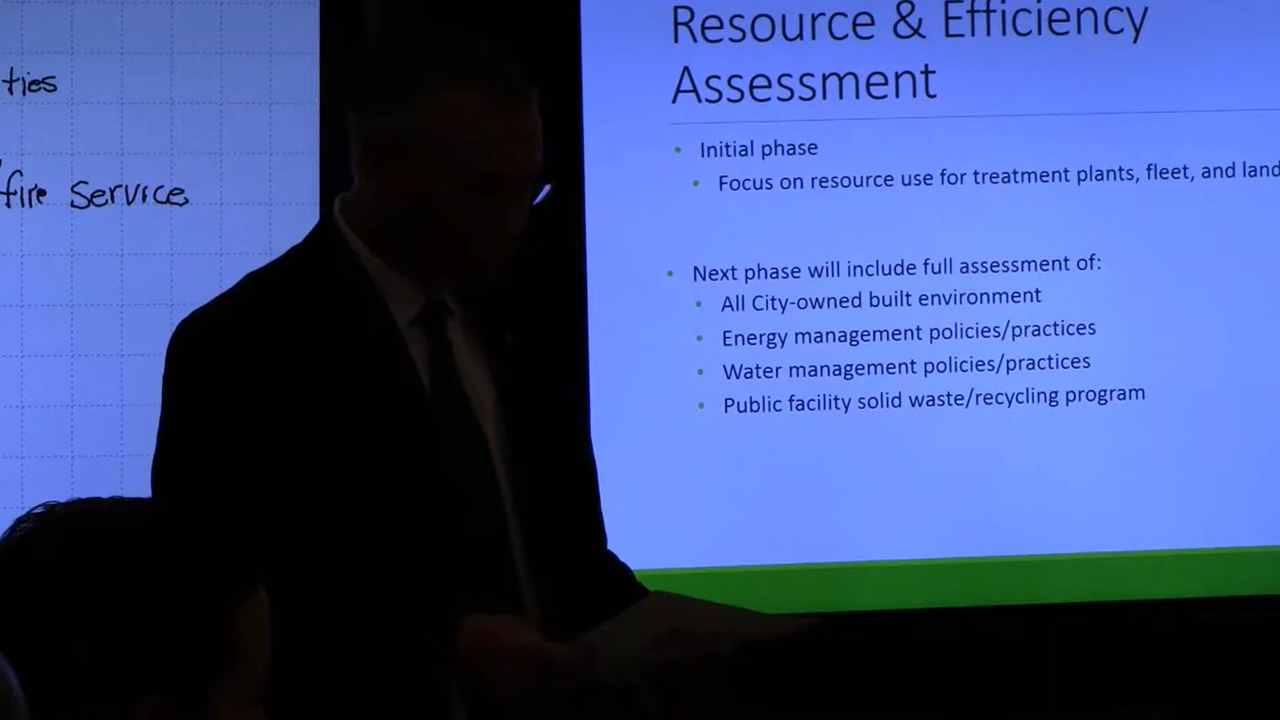 ties
fire service
Resource & Efficiency
Assessment
Initial phase
Focus on resource use for treatment plants, fleet, and land
Next phase will include full assessment of:
All City-owned built environment
Energy management policies/practices
Water management policies/practices
Public facility solid waste/recycling program